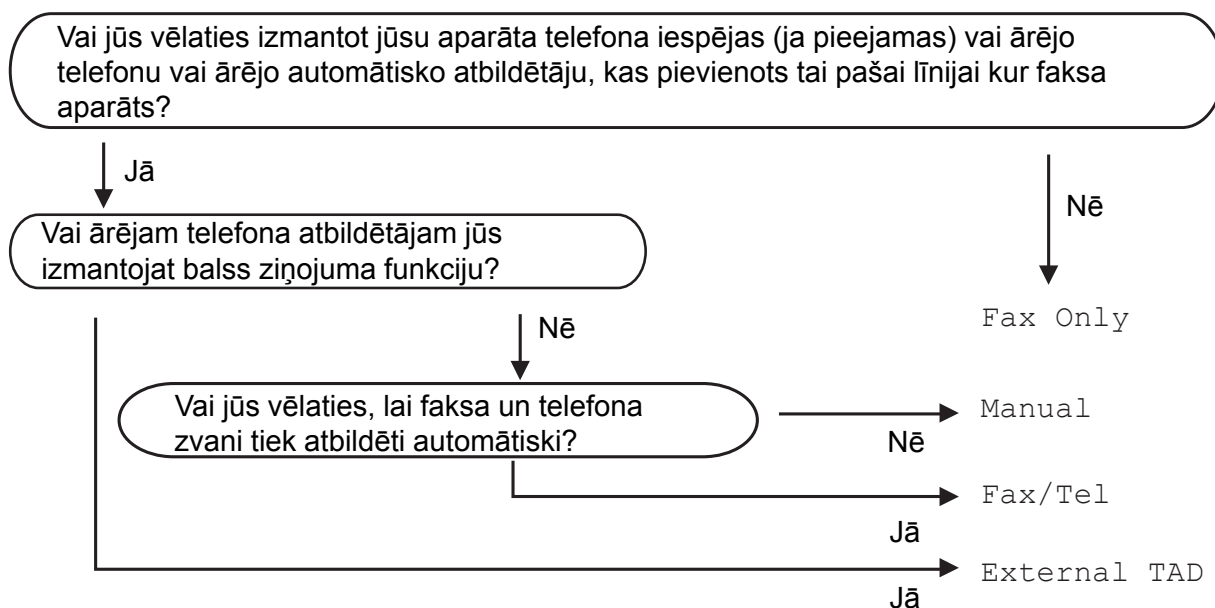 Vai jūs vēlaties izmantot jūsu aparāta telefona iespējas (ja pieejamas) vai ārējo
telefonu vai ārējo automātisko atbildētāju, kas pievienots tai pašai līnijai kur faksa
aparāts?
Jā
Nē
Vai ārējam telefona atbildētājam jūs
izmantojat balss ziņojuma funkciju?
Nē
Fax Only
Vai jūs vēlaties, lai faksa un telefona
zvani tiek atbildēti automātiski?
Manual
Nē
Fax/Tel
Jā
External TAD
Jā